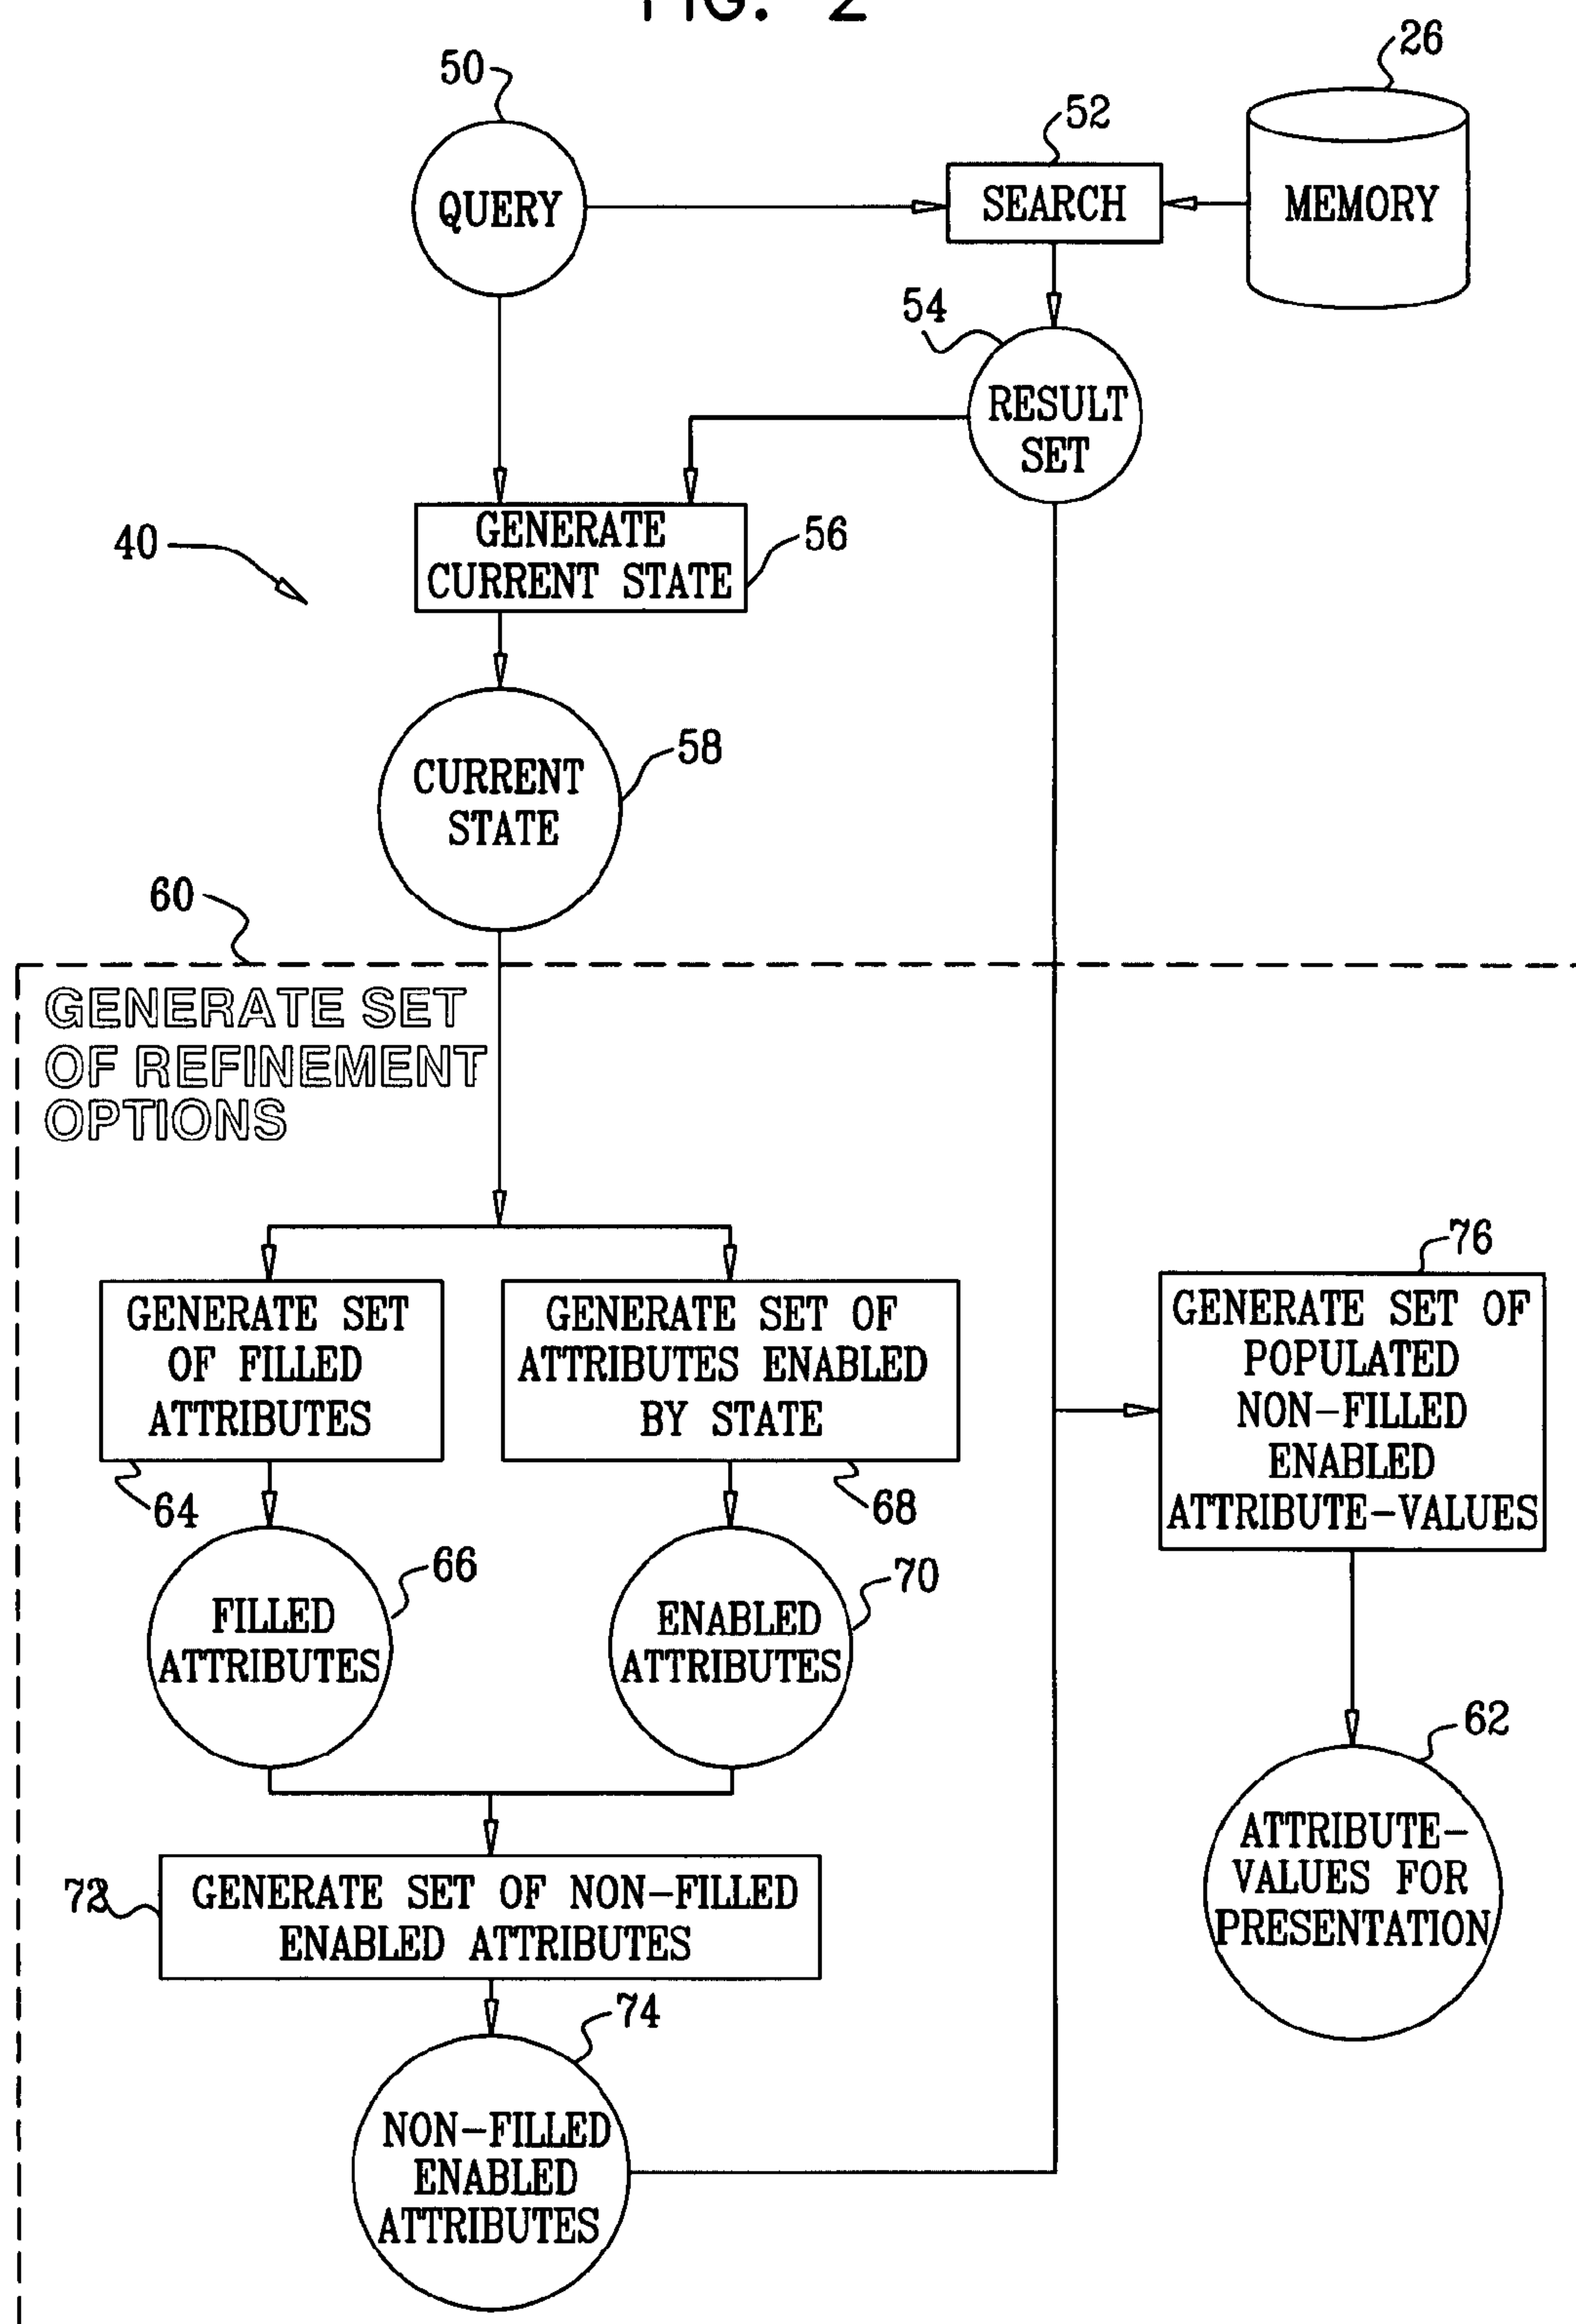 FIG. 2
50
26
52
QUERY
SEARCH
MEMORY
54
RESULT
SET
40
GENERATE
CURRENT STATE
56
CURRENT
STATE
58
60
GENERATE SET
OF REFINEMENT
OPTIONS
76
GENERATE SET
OF FILLED
ATTRIBUTES
GENERATE SET OF
ATTRIBUTES ENABLED
BY STATE
GENERATE SET OF
POPULATED
NON-FILLED
ENABLED
ATTRIBUTE-VALUES
64
68
66
70
FILLED
ATTRIBUTES
ENABLED
ATTRIBUTES
62
ATTRIBUTE-
VALUES FOR
PRESENTATION
72
GENERATE SET OF NON-FILLED
ENABLED ATTRIBUTES
74
NON-FILLED
ENABLED
ATTRIBUTES